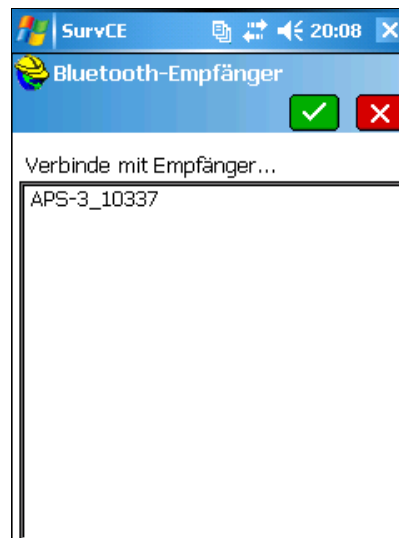 SurvCE 20:08
Bluetooth-Empfänger
Verbinde mit Empfänger...
APS-3_10337